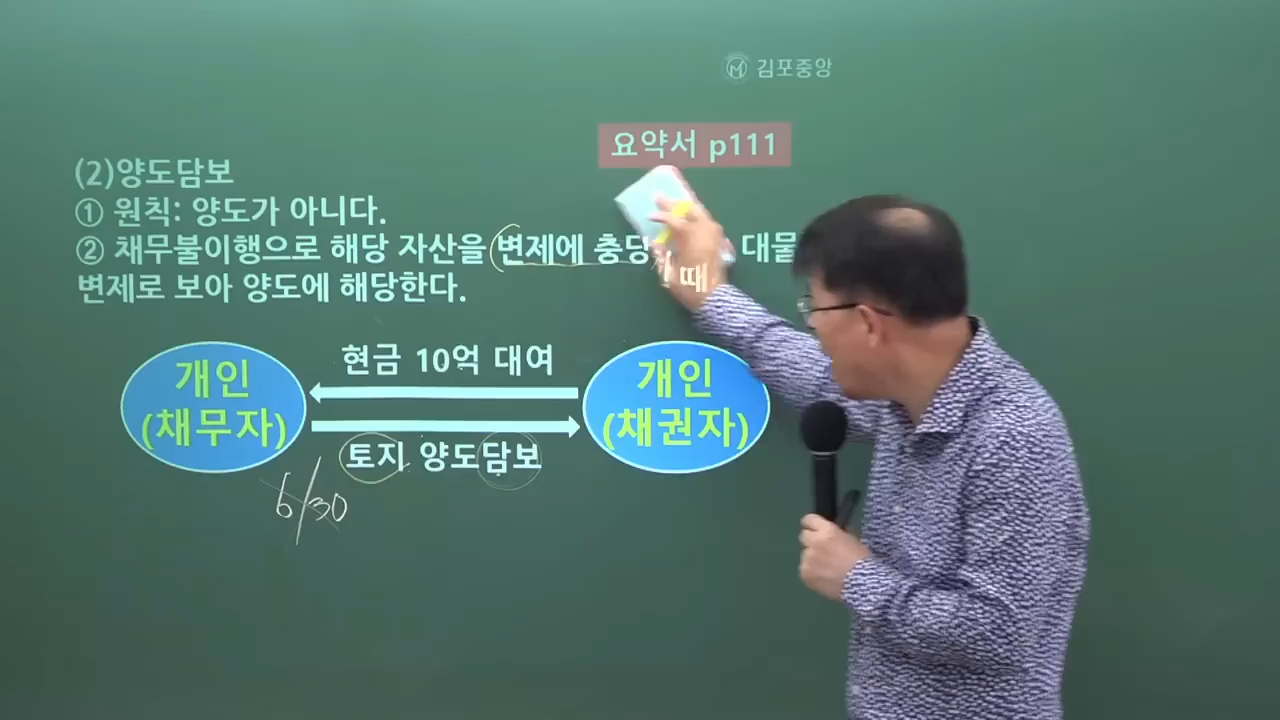 김포중앙
요약서 p111
(2)양도담보
① 원칙: 양도가 아니다.
② 채무불이행으로 해당 자산을 변제에 충당 때 대물
변제로 보아 양도에 해당한다.
현금 10억 대여
개인
(채무자)
개인
(채권자)
토지 양도담보
6/30